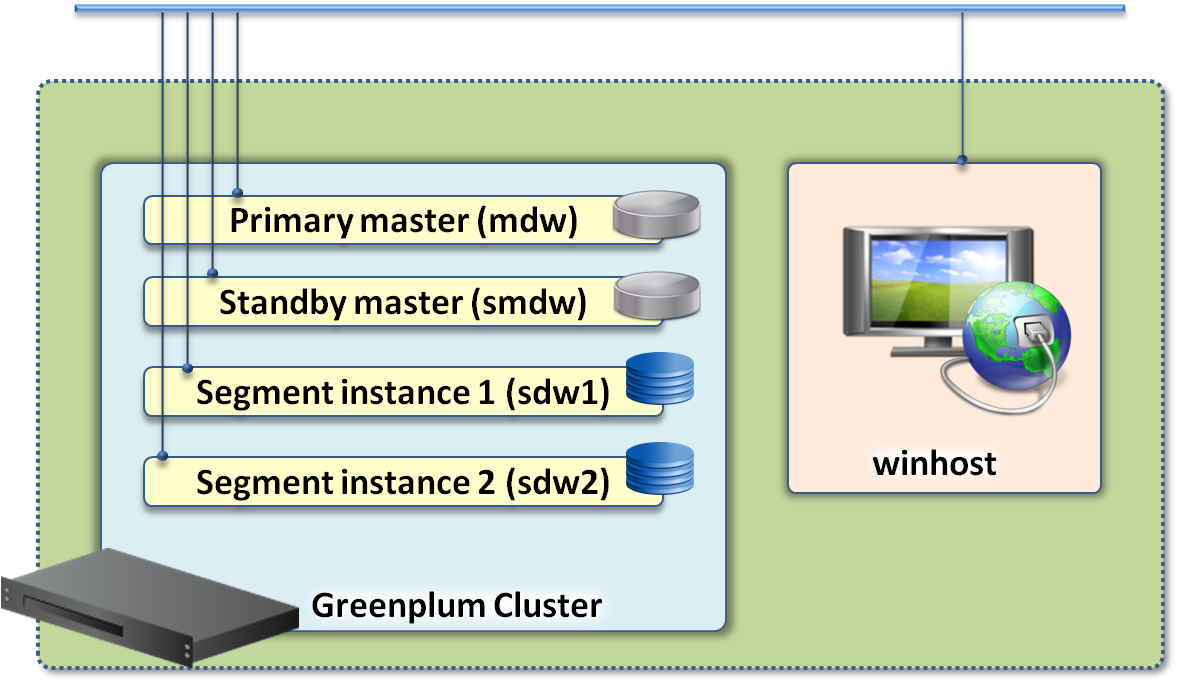 Primary master (mdw)
Standby master (smdw)
Segment instance 1 (sdw1)
Segment instance 2 (sdw2)
winhost
Greenplum Cluster